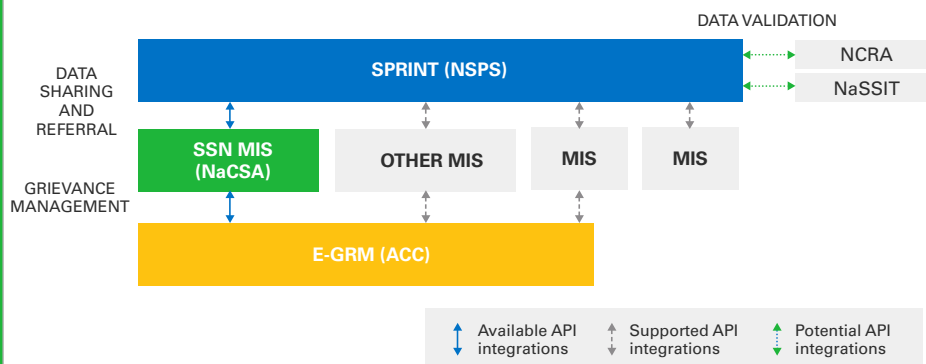 DATA VALIDATION
SPRINT (NSPS)
NCRA
NaSSIT
DATA
SHARING
AND
REFERRAL
SSN MIS
(NaCSA)
OTHER MIS
MIS
MIS
GRIEVANCE
MANAGEMENT
E-GRM (ACC)
Available API
integrations
Supported API
integrations
Potential API
integrations